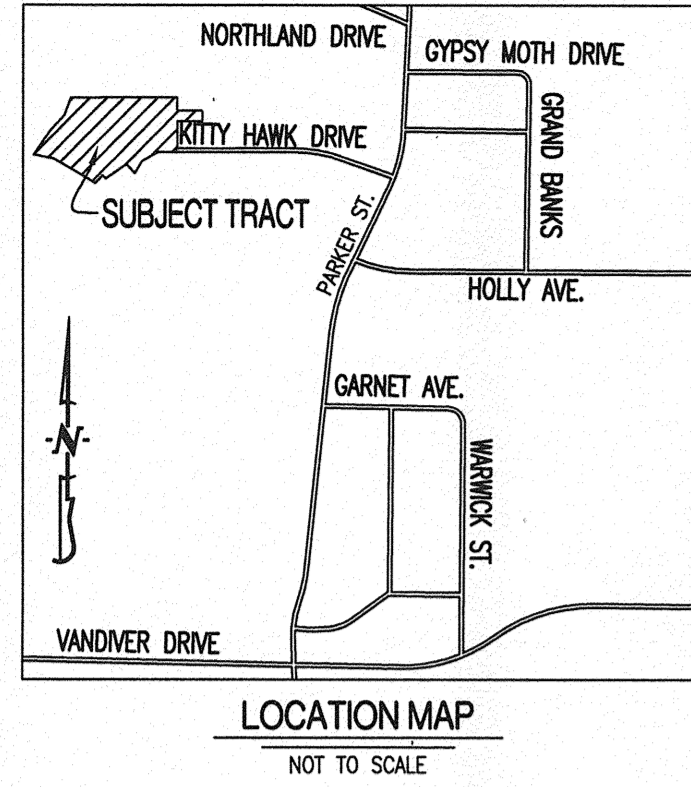 NORTHLAND DRIVE
GYPSY MOTH DRIVE
GRAND BANKS
KITTY HAWK DRIVE
SUBJECT TRACT
PARKER ST.
HOLLY AVE.
GARNET AVE.
-N-
WARWICK ST.
VANDIVER DRIVE
LOCATION MAP
NOT TO SCALE